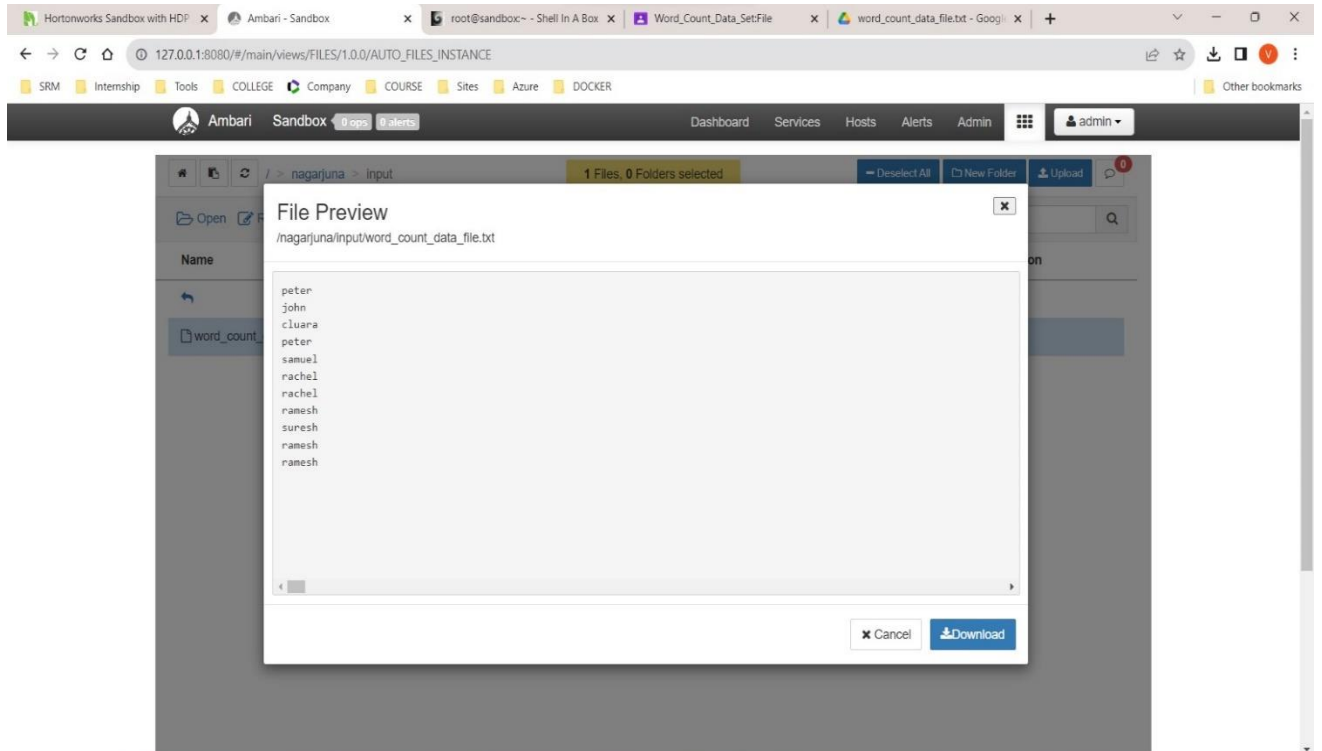 Hortonworks Sandbox with HDP
Ambari - Sandbox
root@sandbox:~ - Shell In A Box
Word_Count_Data_Set:File
word_count_data_file.txt - Googl
127.0.0.1:8080/#/main/views/FILES/1.0.0/AUTO_FILES_INSTANCE
V
SRM Internship Tools COLLEGE Company COURSE Sites Azure DOCKER Other bookmarks
Ambari Sandbox 0 ops 0 alerts Dashboard Services Hosts Alerts Admin admin
/ > nagarjuna > input 1 Files, 0 Folders selected Deselect All New Folder Upload 0
Open
File Preview
/nagarjuna/input/word_count_data_file.txt
Name
word_count_
peter
john
cluara
peter
samuel
rachel
rachel
ramesh
suresh
ramesh
ramesh
Cancel Download